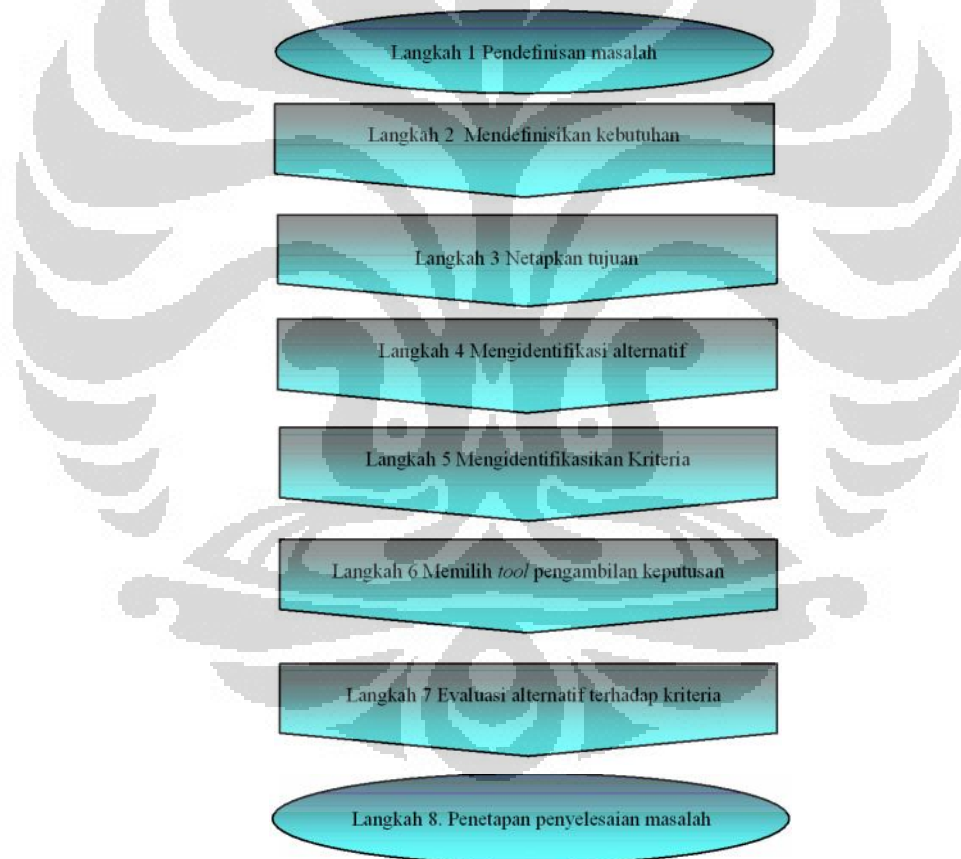 Langkah 1 Pendefinisan masalah
Langkah 2 Mendefinisikan kebutuhan
Langkah 3 Netapkan tujuan
Langkah 4 Mengidentifikasi alternatif
Langkah 5 Mengidentifikasikan Kriteria
Langkah 6 Memilih tool pengambilan keputusan
Langkah 7 Evaluasi alternatif terhadap kriteria
Langkah 8. Penetapan penyelesaian masalah